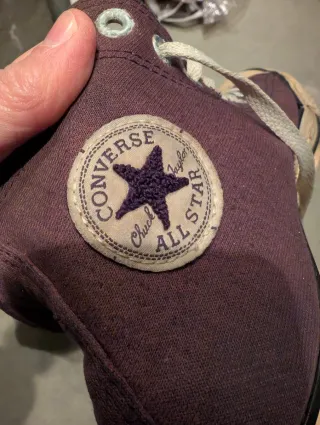 CONVERSE
Chuck Taylor
ALL STAR